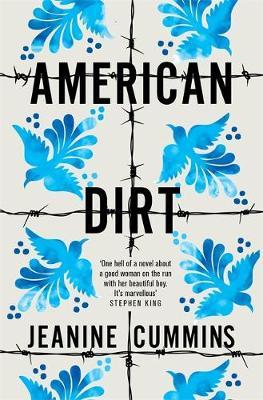 AMERICAN
DIRT
‘One hell of a novel about
a good woman on the run
with her beautiful boy.
It’s marvellous’
STEPHEN KING
JEANINE CUMMINS